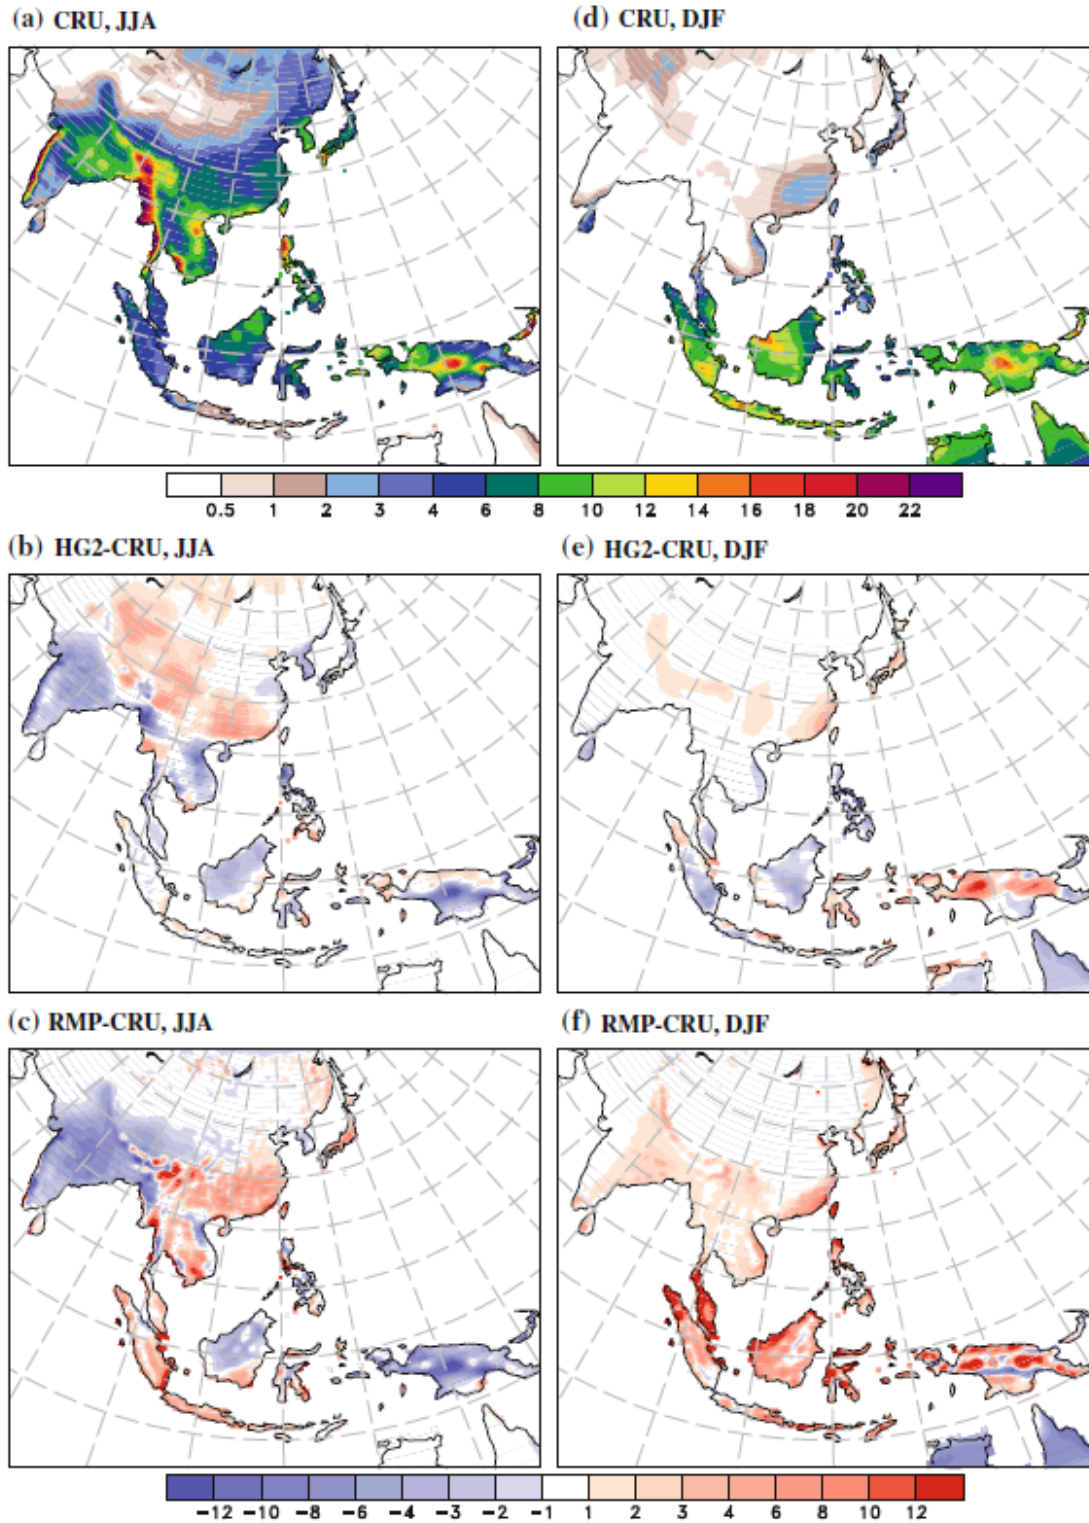 (a) CRU, JJA
(d) CRU, DJF
0.5 1 2 3 4 6 8 10 12 14 16 18 20 22
(b) HG2-CRU, JJA
(e) HG2-CRU, DJF
(c) RMP-CRU, JJA
(f) RMP-CRU, DJF
-12 -10 -8 -6 -4 -3 -2 -1 1 2 3 4 6 8 10 12